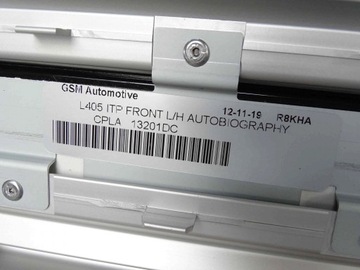 GSM Automotive 12-11-19 R8KHA
L405 ITP FRONT L/H AUTOBIOGRAPHY
CPLA 13201DC